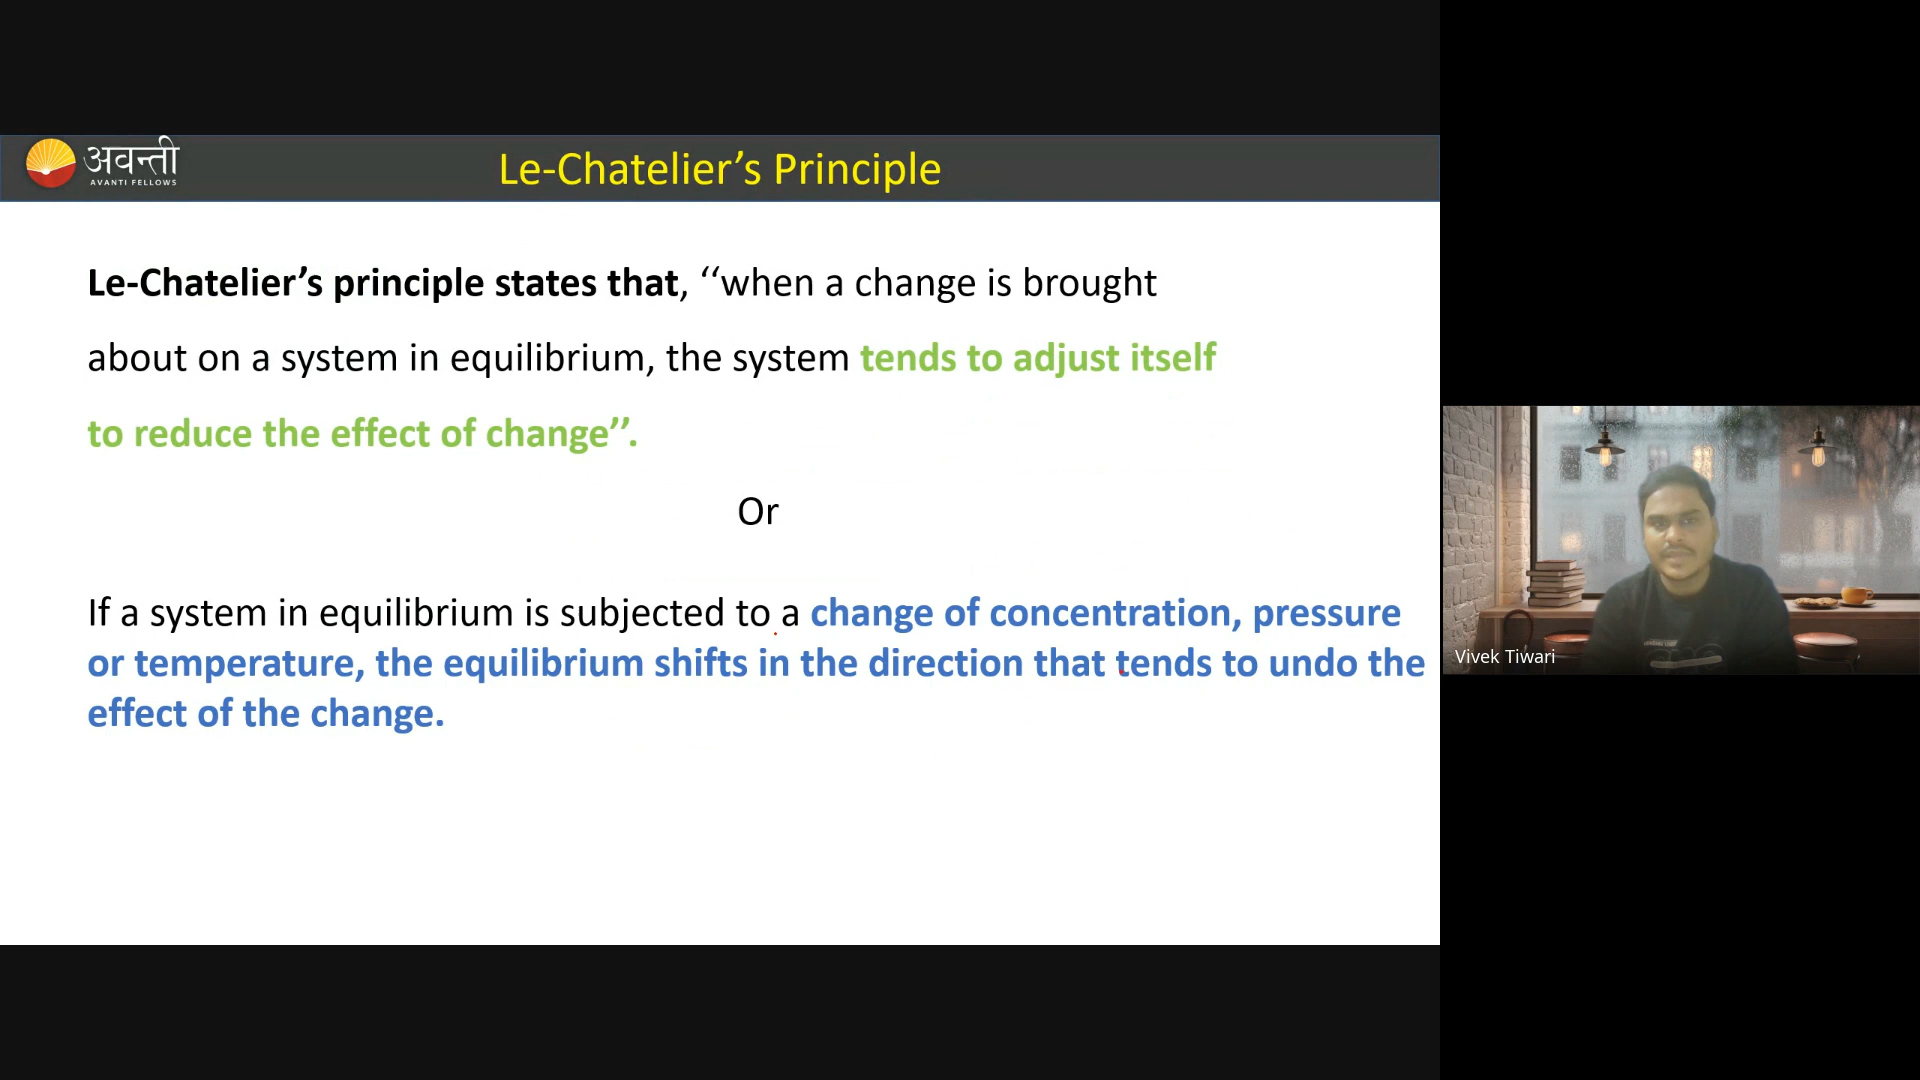 अवन्ती
AVANTI FELLOWS
Le-Chatelier’s Principle
Le-Chatelier’s principle states that, ‘‘when a change is brought
about on a system in equilibrium, the system tends to adjust itself
to reduce the effect of change’’.
Or
If a system in equilibrium is subjected to a change of concentration, pressure
or temperature, the equilibrium shifts in the direction that tends to undo the
effect of the change.
Vivek Tiwari